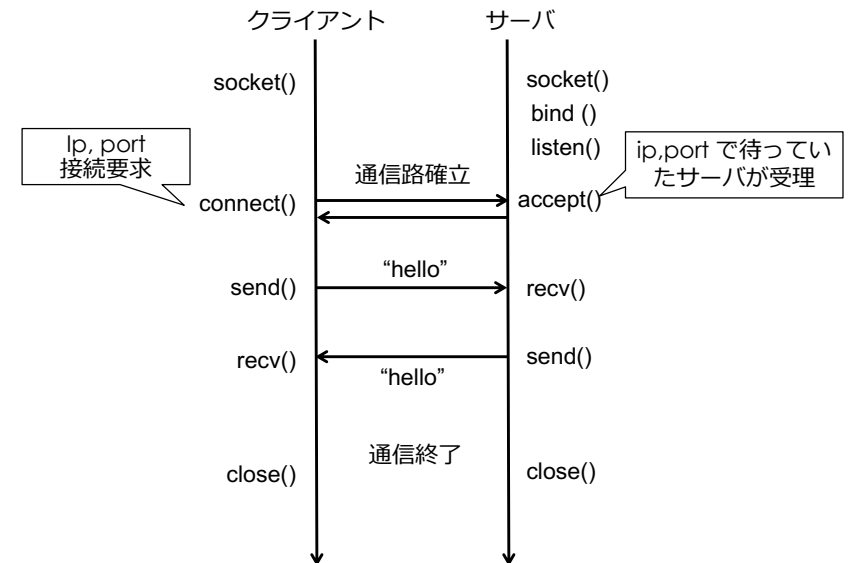 クライアント
サーバ
socket()
socket()
bind ()
listen()
Ip, port
接続要求
ip,port で待ってい
たサーバが受理
通信路確立
connect()
accept()
“hello”
send()
recv()
recv()
send()
“hello”
通信終了
close()
close()